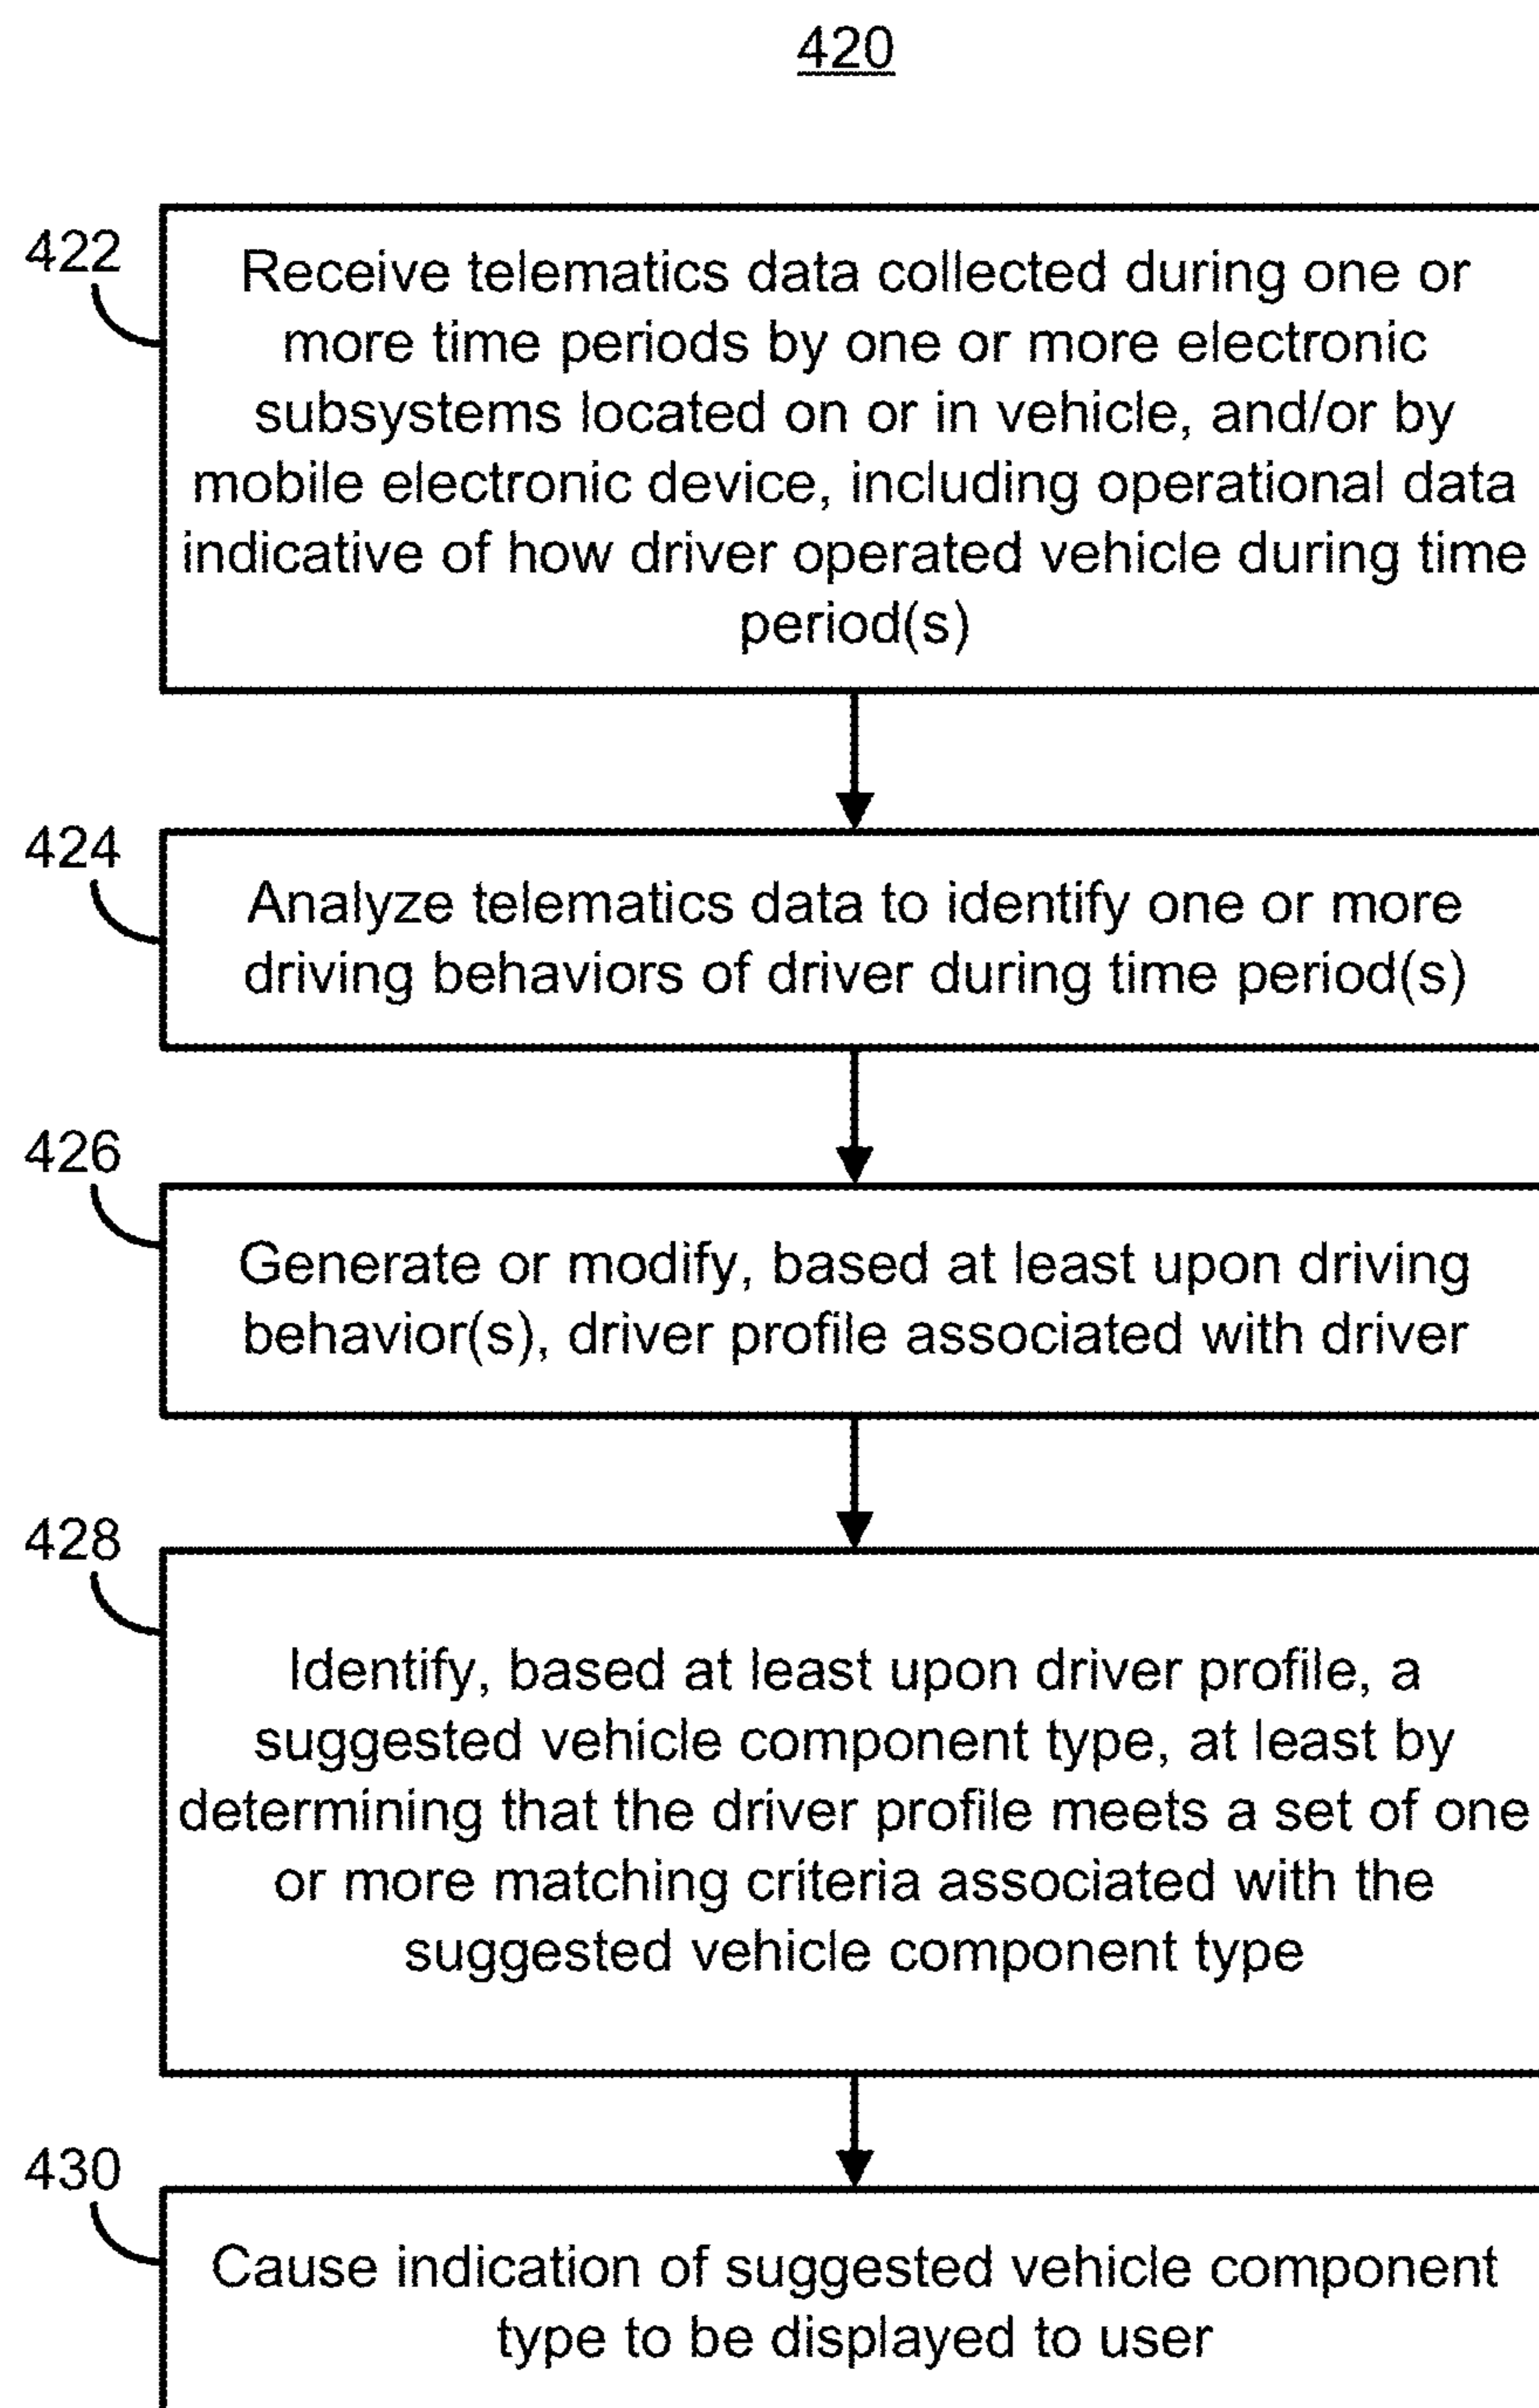 420
422
Receive telematics data collected during one or
more time periods by one or more electronic
subsystems located on or in vehicle, and/or by
mobile electronic device, including operational data
indicative of how driver operated vehicle during time
period(s)
424
Analyze telematics data to identify one or more
driving behaviors of driver during time period(s)
426
Generate or modify, based at least upon driving
behavior(s), driver profile associated with driver
428
Identify, based at least upon driver profile, a
suggested vehicle component type, at least by
determining that the driver profile meets a set of one
or more matching criteria associated with the
suggested vehicle component type
430
Cause indication of suggested vehicle component
type to be displayed to user